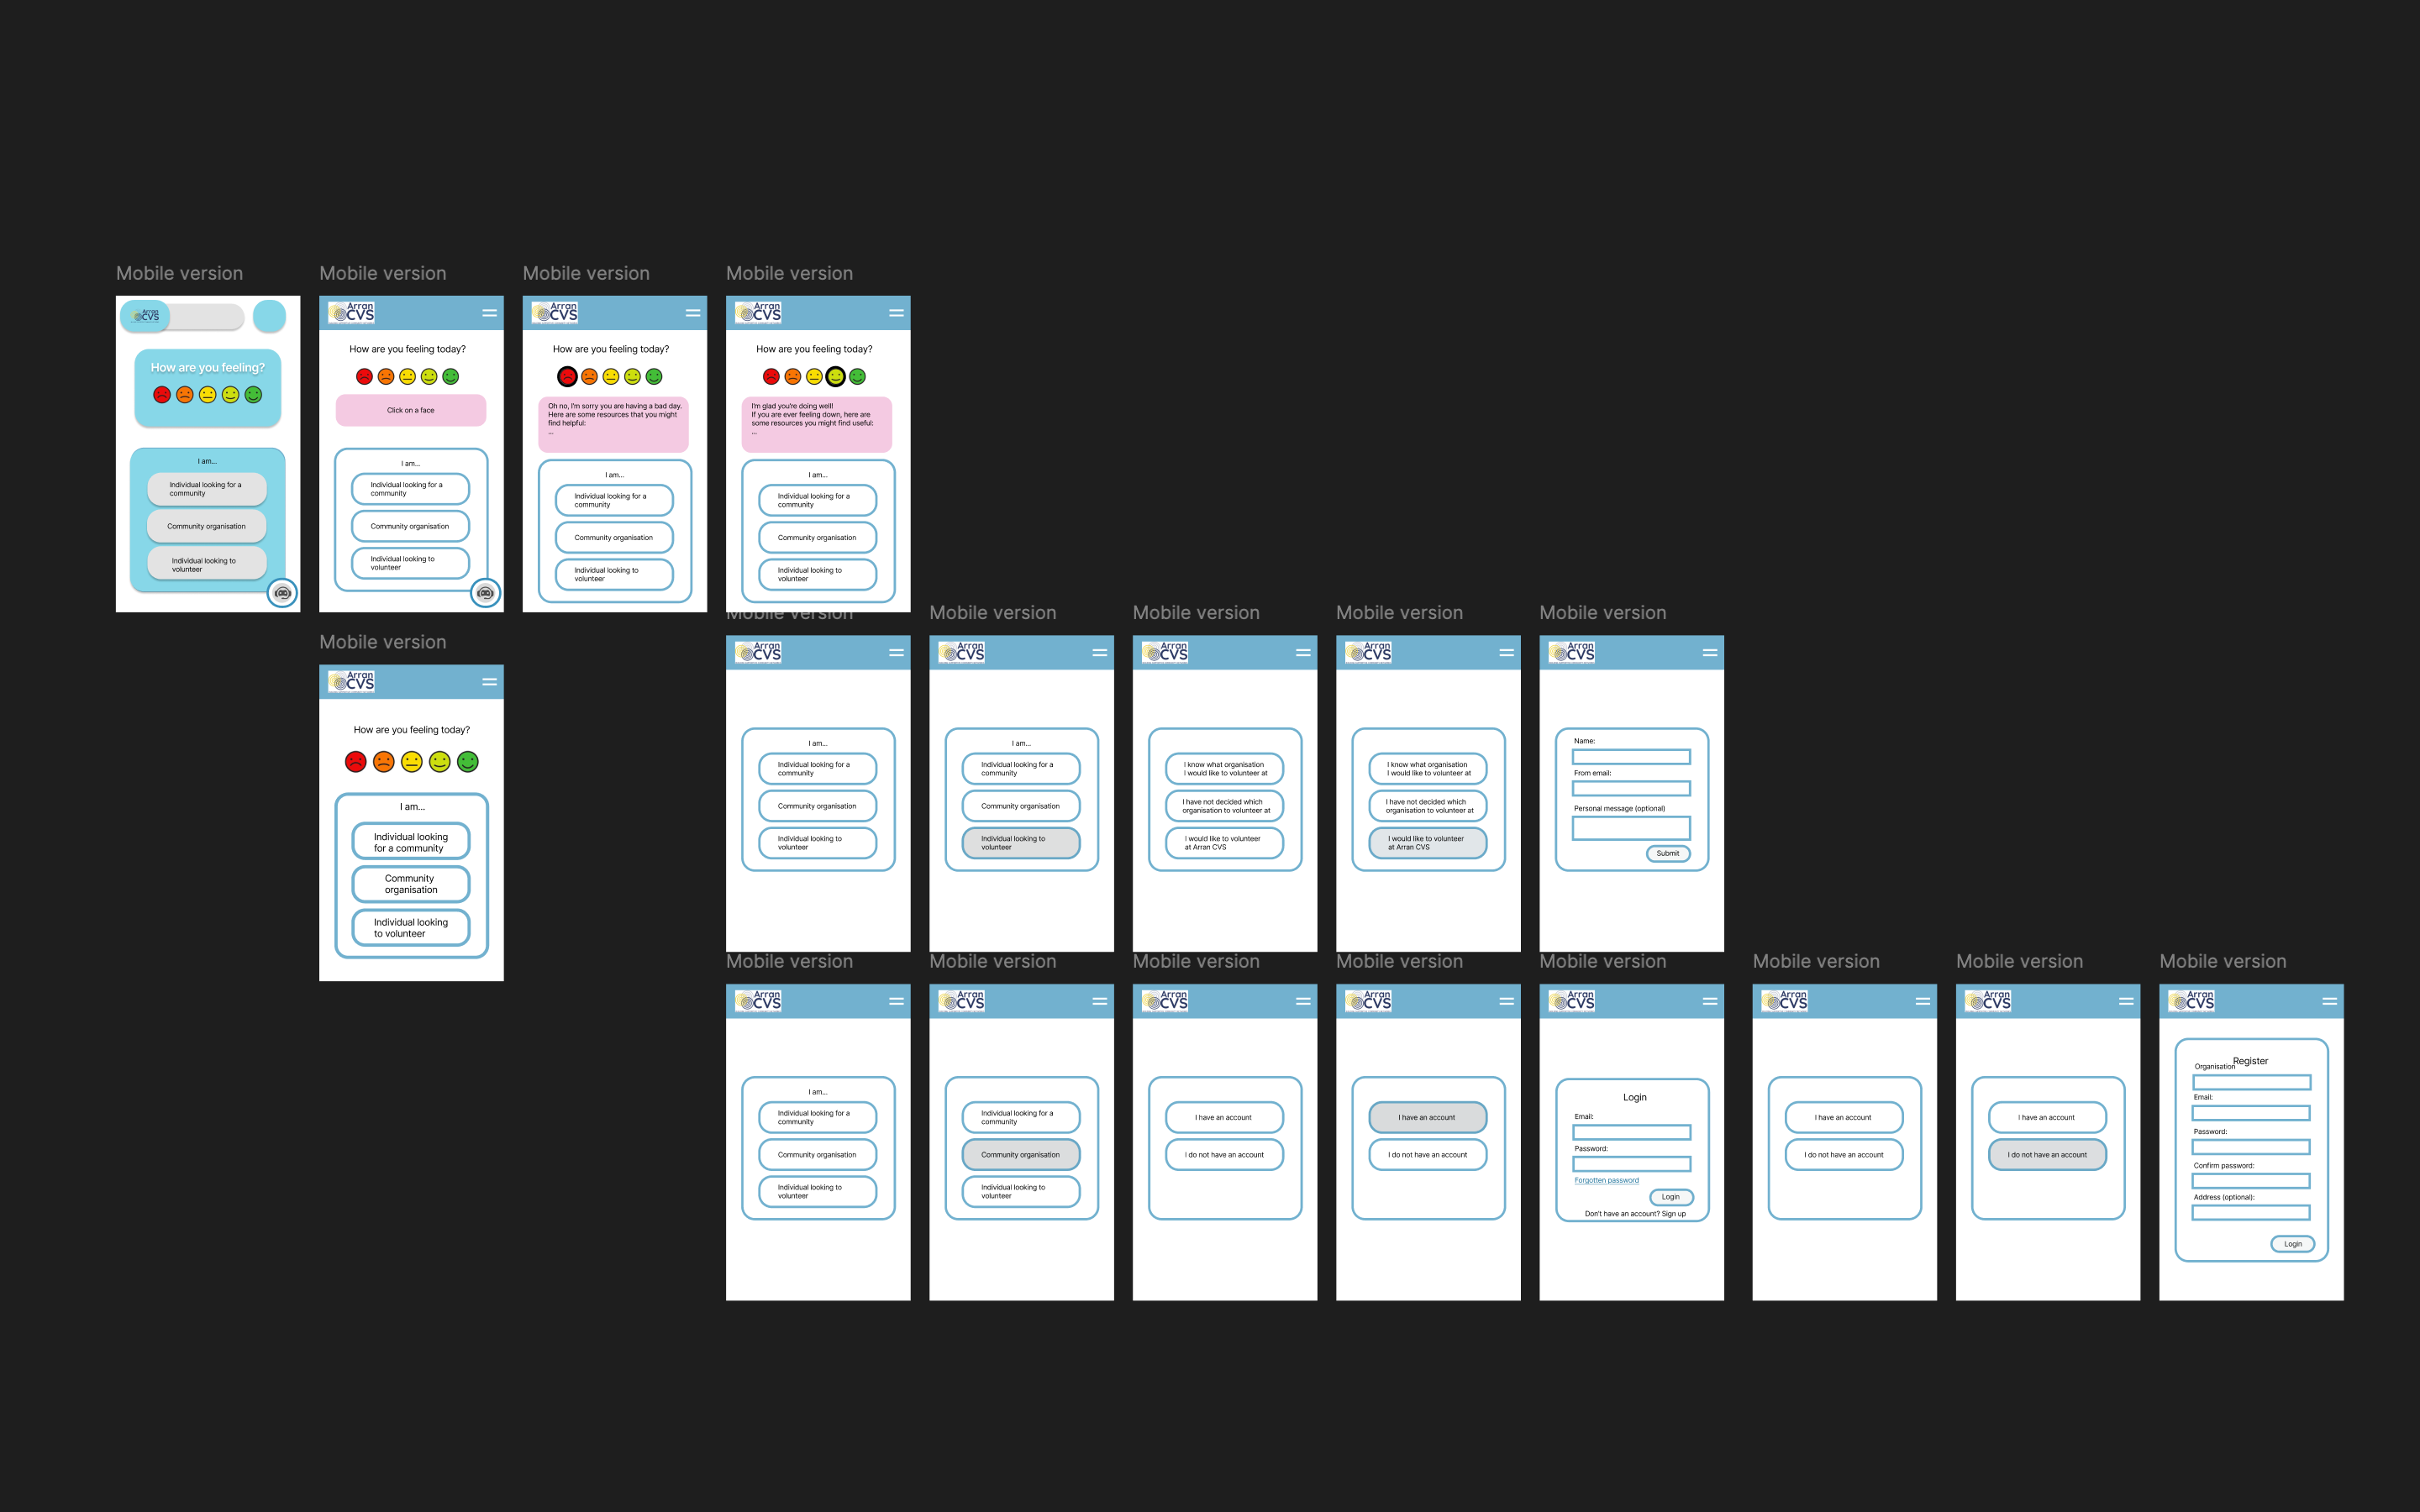 Mobile version
Arran
CVS
How are you feeling?
I am...
Individual looking for a
community
Community organisation
Individual looking to
volunteer
Mobile version
Arran
CVS
How are you feeling today?
Click on a face
I am...
Individual looking for a
community
Community organisation
Individual looking to
volunteer
Mobile version
Arran
CVS
How are you feeling today?
Oh no, I'm sorry you are having a bad day.
Here are some resources that you might
find helpful:
...
I am...
Individual looking for a
community
Community organisation
Individual looking to
volunteer
Mobile version
Arran
CVS
How are you feeling today?
I'm glad you're doing well!
If you are ever feeling down, here are
some resources you might find useful:
...
I am...
Individual looking for a
community
Community organisation
Individual looking to
volunteer
Mobile version
Arran
CVS
How are you feeling today?
I am...
Individual looking
for a community
Community
organisation
Individual looking
to volunteer
Mobile version
Arran
CVS
I am...
Individual looking for a
community
Community organisation
Individual looking to
volunteer
Mobile version
Arran
CVS
I am...
Individual looking for a
community
Community organisation
Individual looking to
volunteer
Mobile version
Arran
CVS
I know what organisation
I would like to volunteer at
I have not decided which
organisation to volunteer at
I would like to volunteer
at Arran CVS
Mobile version
Arran
CVS
I know what organisation
I would like to volunteer at
I have not decided which
organisation to volunteer at
I would like to volunteer
at Arran CVS
Mobile version
Arran
CVS
Name:
From email:
Personal message (optional)
Submit
Mobile version
Arran
CVS
I am...
Individual looking for a
community
Community organisation
Individual looking to
volunteer
Mobile version
Arran
CVS
Individual looking for a
community
Community organisation
Individual looking to
volunteer
Mobile version
Arran
CVS
I have an account
I do not have an account
Mobile version
Arran
CVS
I have an account
I do not have an account
Mobile version
Arran
CVS
Login
Email:
Password:
Forgotten password
Login
Don't have an account? Sign up
Mobile version
Arran
CVS
I have an account
I do not have an account
Mobile version
Arran
CVS
I have an account
I do not have an account
Mobile version
Arran
CVS
Register
Organisation
Email:
Password:
Confirm password:
Address (optional):
Login